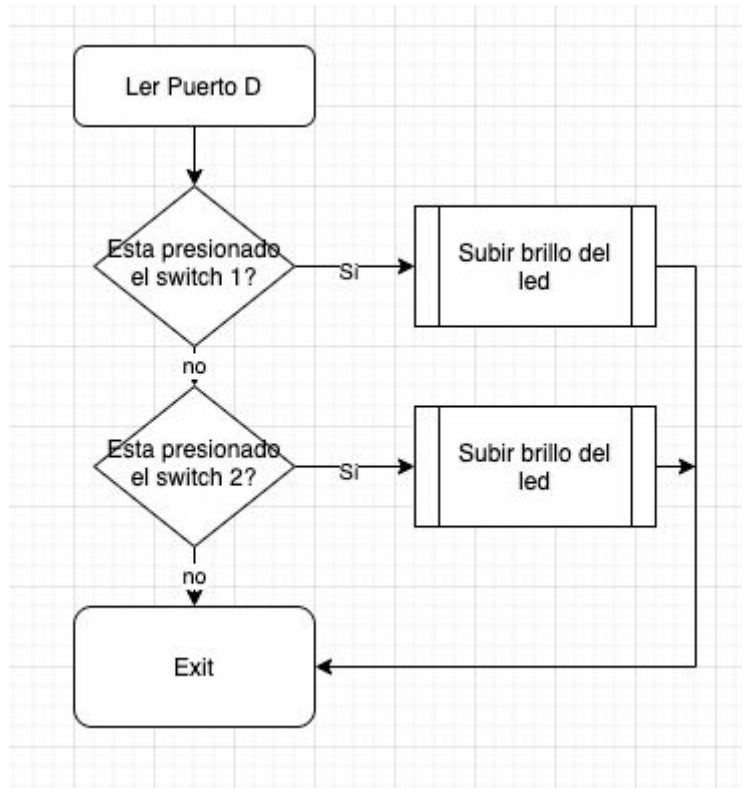 Ler Puerto D
Esta presionado
el switch 1?
Si
Subir brillo del
led
no
Esta presionado
el switch 2?
Si
Subir brillo del
led
no
Exit